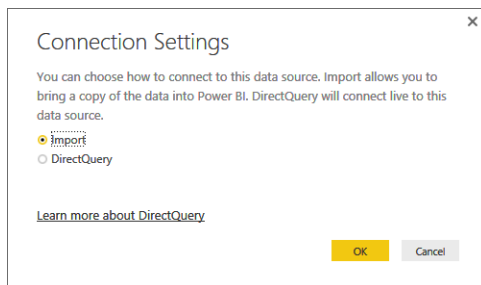 Connection Settings
You can choose how to connect to this data source. Import allows you to
bring a copy of the data into Power BI. DirectQuery will connect live to this
data source.
Import
DirectQuery
Learn more about DirectQuery
OK Cancel